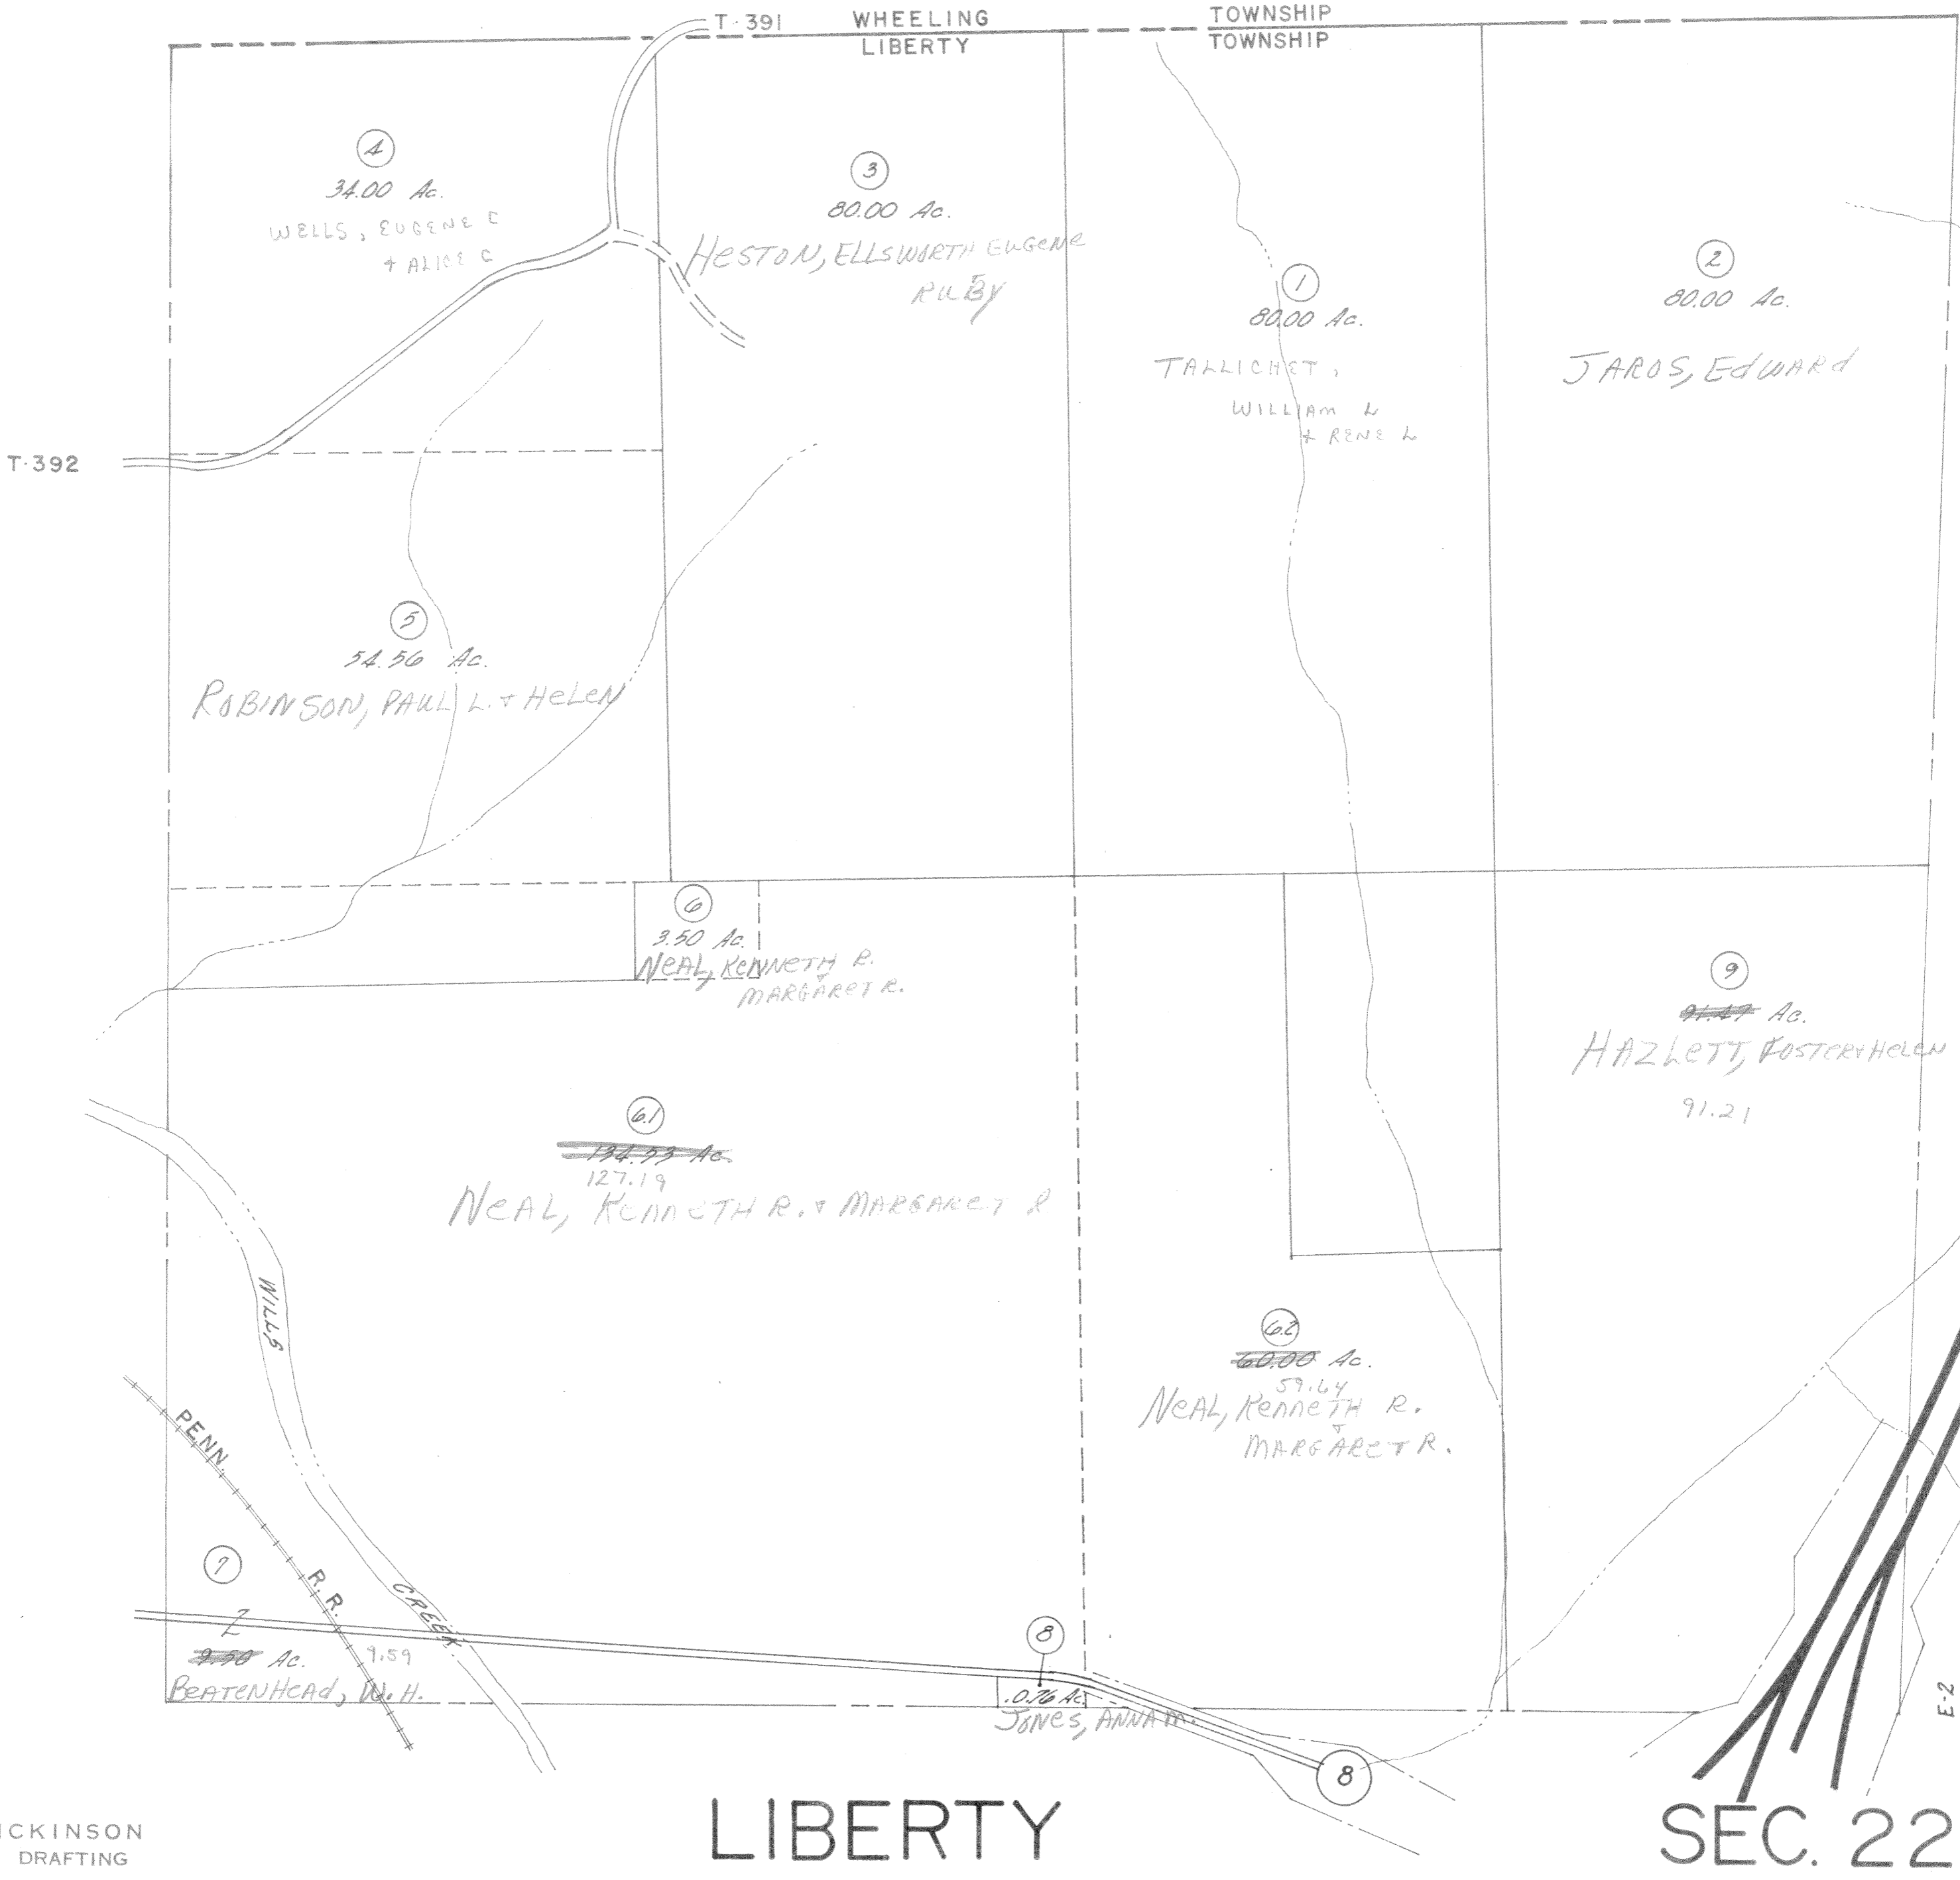 T-391
WHEELING TOWNSHIP
LIBERTY TOWNSHIP
4
34.00 Ac.
WELLS, EUGENE C
+ ALICE C
3
80.00 Ac.
HESTON, ELLSWORTH EUGENE
RUBY
1
80.00 Ac.
TALLICHET,
WILLIAM L
+ RENE L
2
80.00 Ac.
JAROS, EDWARD
T-392
5
54.56 Ac.
ROBINSON, PAUL L. + HELEN
6
3.50 Ac.
NEAL, KENNETH R.
+
MARGARET R.
9
91.47 Ac.
HAZLETT, FOSTER + HELEN
91.21
6.1
134.53 Ac.
127.19
NEAL, KENNETH R. + MARGARET R
WILLS
CREEK
6.2
60.00 Ac.
59.64
NEAL, KENNETH R.
+
MARGARET R.
PENN.
R.R.
7
9.50 Ac.
9.59
BEATENHEAD, W.H.
8
0.76 Ac.
JONES, ANNA M.
8
E-2
LIBERTY
SEC. 22
ICKINSON
DRAFTING